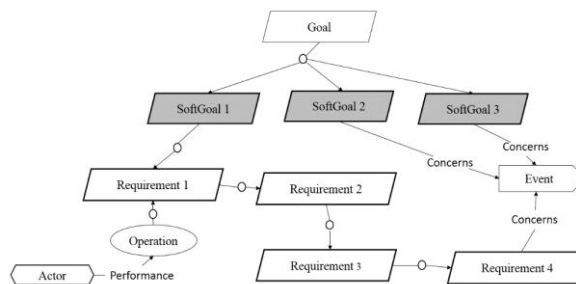 Goal
SoftGoal 1
SoftGoal 2
SoftGoal 3
Concerns
Concerns
Event
Requirement 1
Requirement 2
Concerns
Operation
Requirement 3
Requirement 4
Actor
Performance